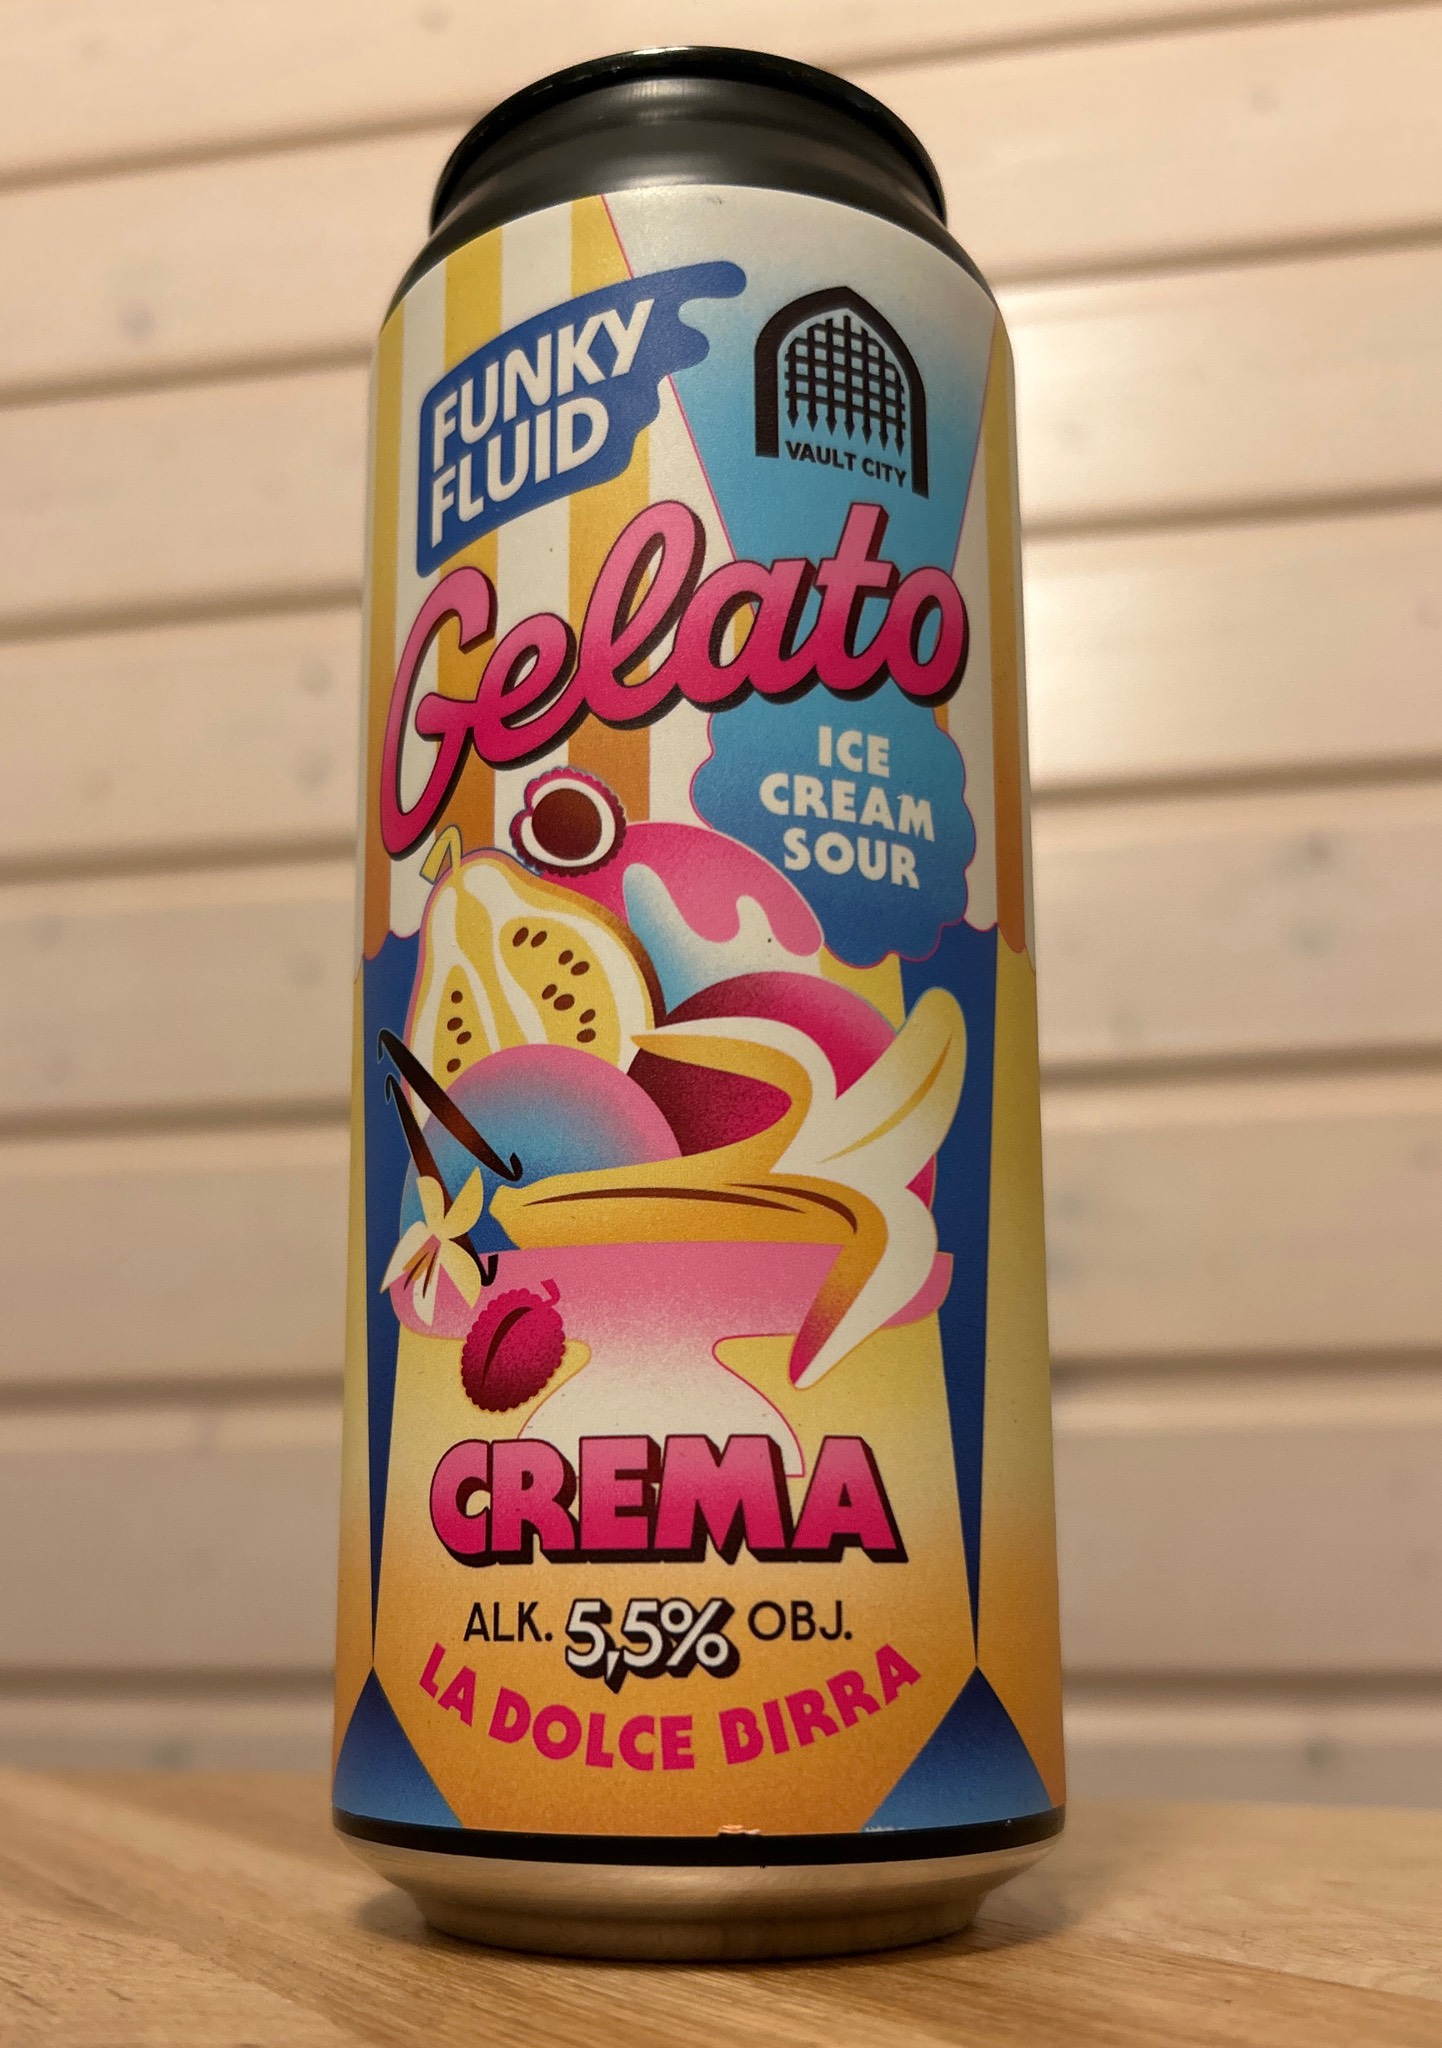 FUNKY
FLUID
VAULT CITY
Gelato
ICE
CREAM
SOUR
CREMA
ALK. 5,5% OBJ.
LA DOLCE BIRRA